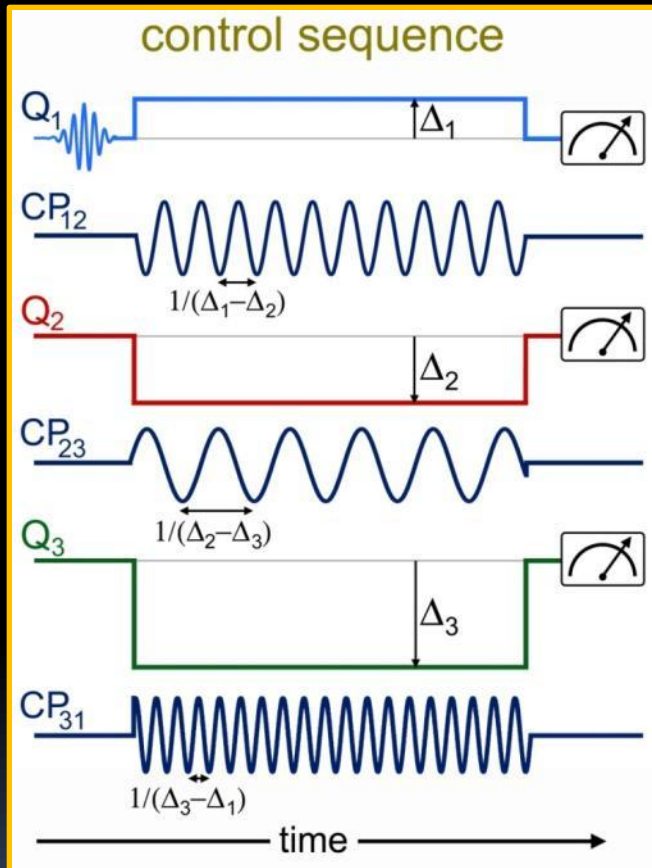 control sequence
Q₁
Δ₁
CP₁₂
1/(Δ₁−Δ₂)
Q₂
Δ₂
CP₂₃
1/(Δ₂−Δ₃)
Q₃
Δ₃
CP₃₁
1/(Δ₃−Δ₁)
time